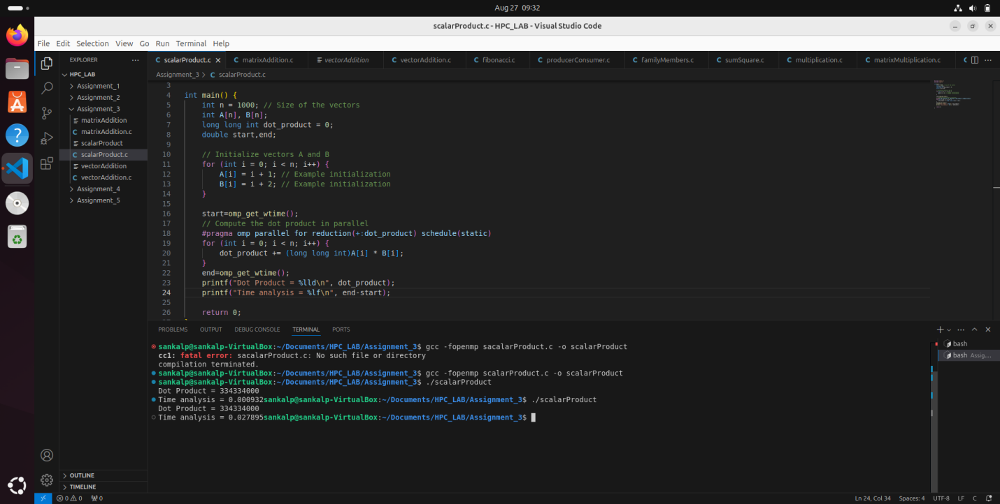 Aug 27 09:32
scalarProduct.c - HPC_LAB - Visual Studio Code
File Edit Selection View Go Run Terminal Help
EXPLORER
HPC_LAB
Assignment_1
Assignment_2
Assignment_3
matrixAddition
C matrixAddition.c
scalarProduct
C scalarProduct.c
vectorAddition
C vectorAddition.c
Assignment_4
Assignment_5
OUTLINE
TIMELINE
C scalarProduct.c C matrixAddition.c vectorAddition C vectorAddition.c C fibonacci.c C producerConsumer.c C familyMembers.c C sumSquare.c C multiplication.c C matrixMultiplication.c
Assignment_3 > C scalarProduct.c
3
4 int main() {
5 int n = 1000; // Size of the vectors
6 int A[n], B[n];
7 long long int dot_product = 0;
8 double start,end;
9
10 // Initialize vectors A and B
11 for (int i = 0; i < n; i++) {
12 A[i] = i + 1; // Example initialization
13 B[i] = i + 2; // Example initialization
14 }
15
16 start=omp_get_wtime();
17 // Compute the dot product in parallel
18 #pragma omp parallel for reduction(+:dot_product) schedule(static)
19 for (int i = 0; i < n; i++) {
20 dot_product += (long long int)A[i] * B[i];
21 }
22 end=omp_get_wtime();
23 printf("Dot Product = %lld\n", dot_product);
24 printf("Time analysis = %lf\n", end-start);
25
26 return 0;
PROBLEMS OUTPUT DEBUG CONSOLE TERMINAL PORTS
sankalp@sankalp-VirtualBox:~/Documents/HPC_LAB/Assignment_3$ gcc -fopenmp sacalarProduct.c -o scalarProduct
cc1: fatal error: sacalarProduct.c: No such file or directory
compilation terminated.
sankalp@sankalp-VirtualBox:~/Documents/HPC_LAB/Assignment_3$ gcc -fopenmp scalarProduct.c -o scalarProduct
sankalp@sankalp-VirtualBox:~/Documents/HPC_LAB/Assignment_3$ ./scalarProduct
Dot Product = 334334000
Time analysis = 0.000932sankalp@sankalp-VirtualBox:~/Documents/HPC_LAB/Assignment_3$ ./scalarProduct
Dot Product = 334334000
Time analysis = 0.027895sankalp@sankalp-VirtualBox:~/Documents/HPC_LAB/Assignment_3$
bash
bash Assig...
0 0 0
Ln 24, Col 34 Spaces: 4 UTF-8 LF C